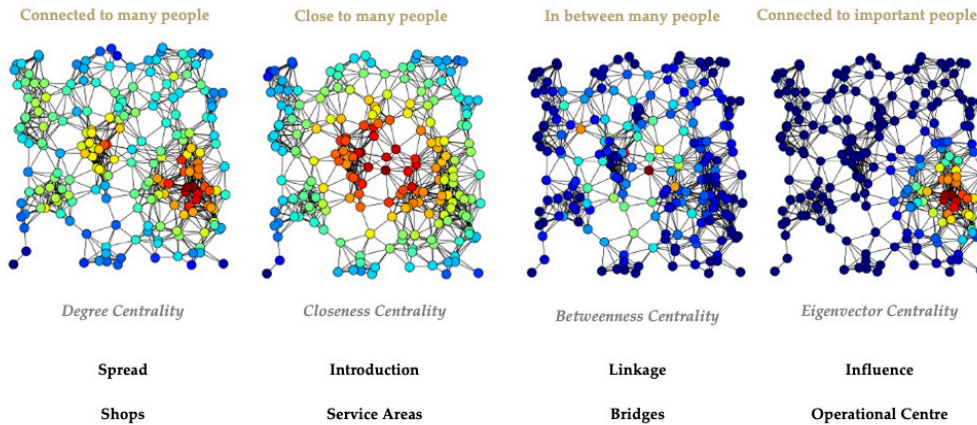 Connected to many people
Close to many people
In between many people
Connected to important people
Degree Centrality
Closeness Centrality
Betweenness Centrality
Eigenvector Centrality
Spread
Introduction
Linkage
Influence
Shops
Service Areas
Bridges
Operational Centre